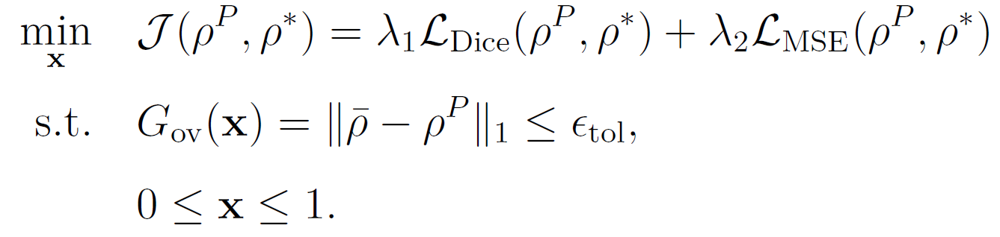 min_x 𝒥(ρ^P, ρ*) = λ₁ℒ_Dice(ρ^P, ρ*) + λ₂ℒ_MSE(ρ^P, ρ*)
s.t. G_ov(𝐱) = ‖ρ̄ − ρ^P‖₁ ≤ ϵ_tol,
0 ≤ 𝐱 ≤ 1.